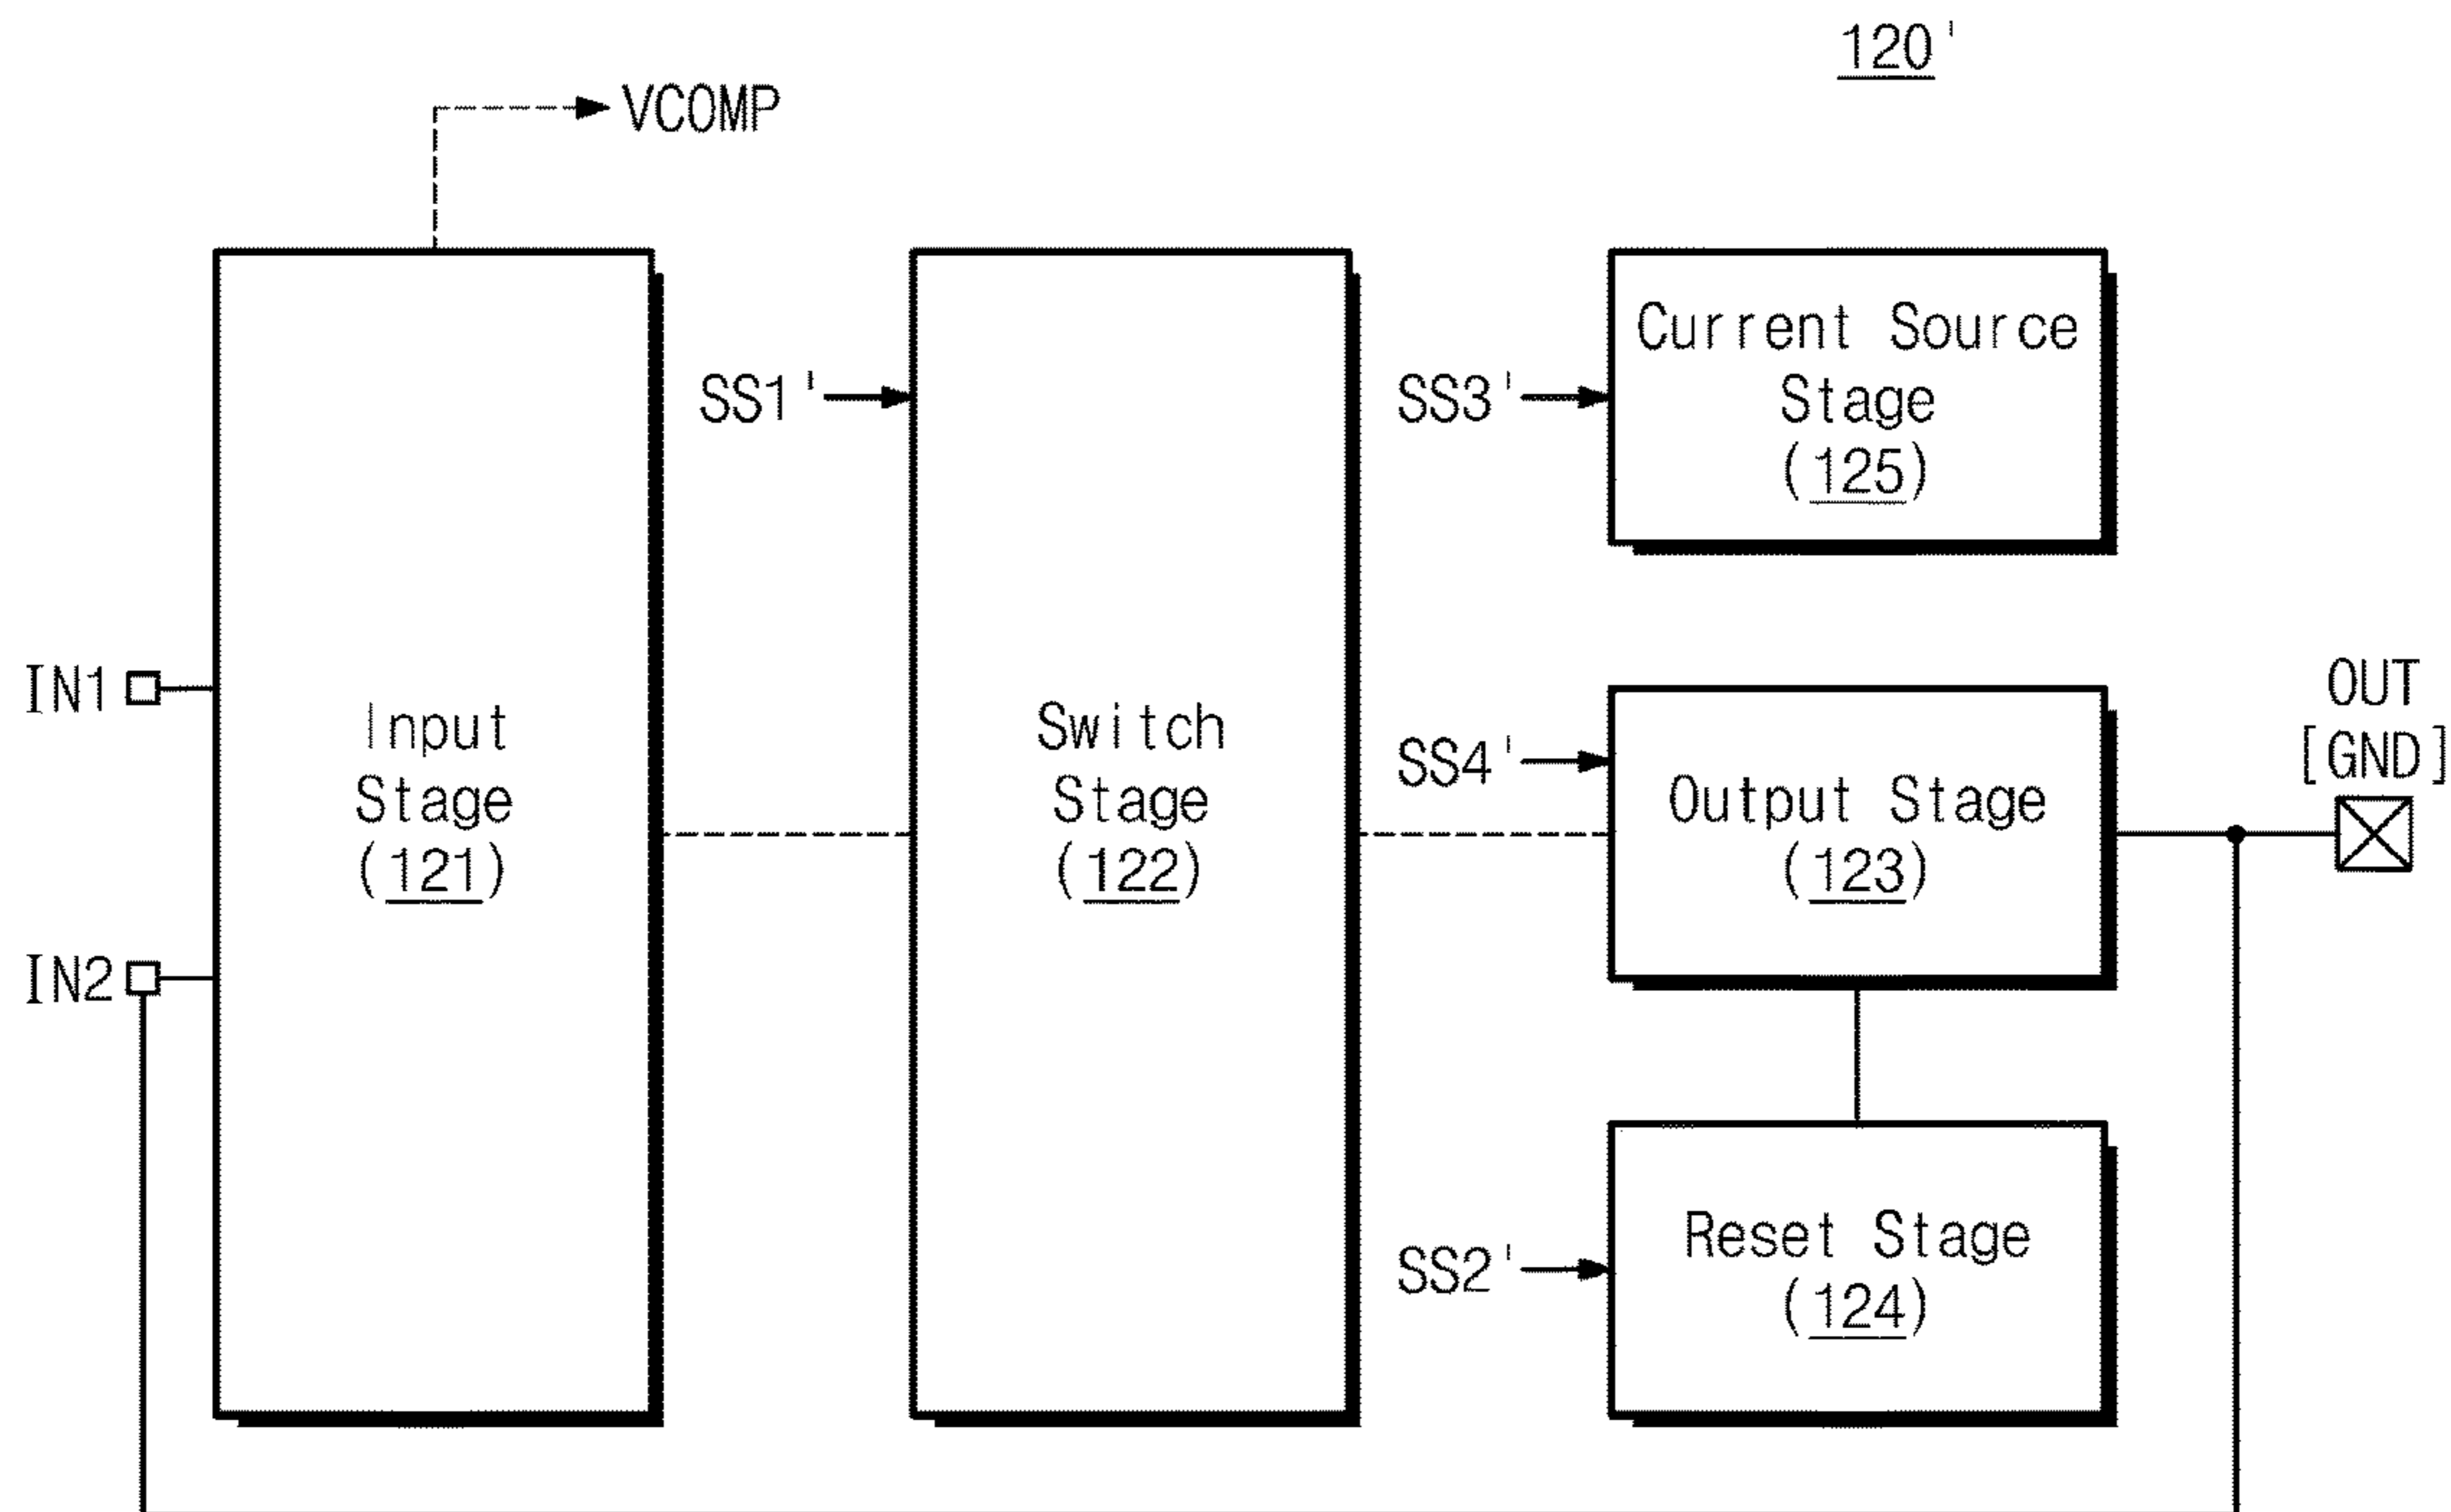 120'
VCOMP
Current Source
Stage
(125)
SS1'
SS3'
IN1
Input
Stage
(121)
Switch
Stage
(122)
SS4'
Output Stage
(123)
OUT
[GND]
IN2
Reset Stage
(124)
SS2'